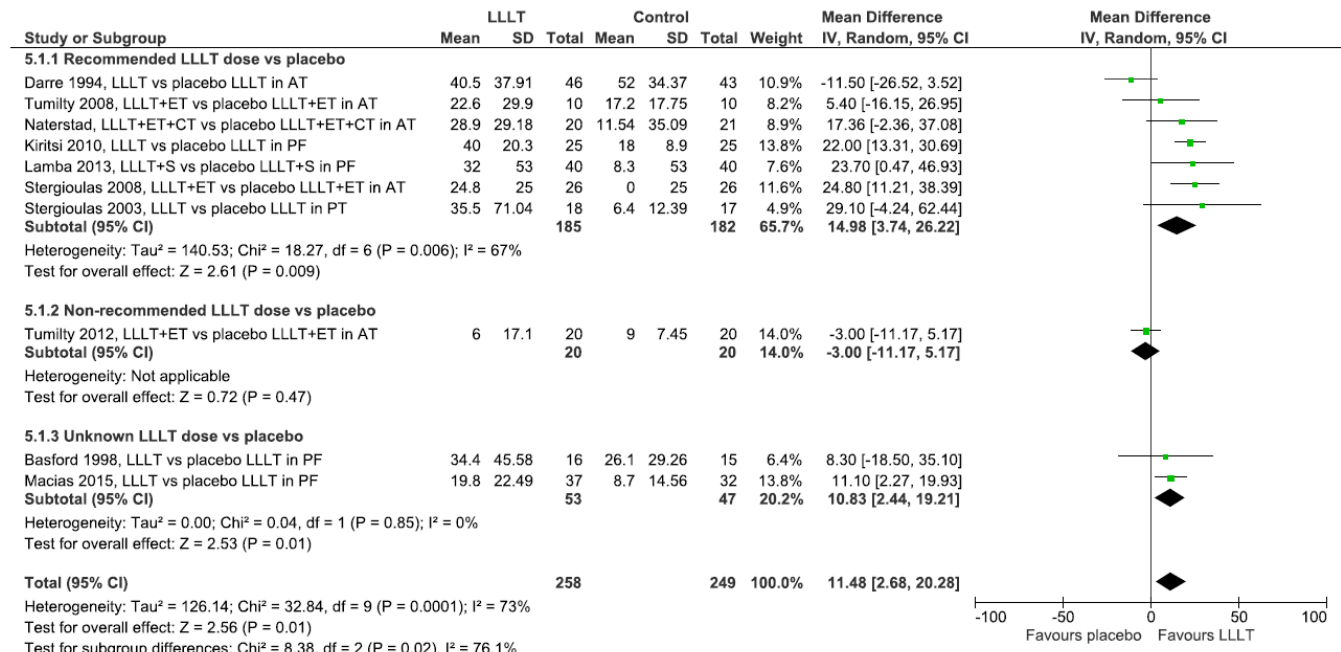 LLLT Control Mean Difference Mean Difference
Study or Subgroup Mean SD Total Mean SD Total Weight IV, Random, 95% CI IV, Random, 95% CI
5.1.1 Recommended LLLT dose vs placebo
Darre 1994, LLLT vs placebo LLLT in AT 40.5 37.91 46 52 34.37 43 10.9% -11.50 [-26.52, 3.52]
Tumilty 2008, LLLT+ET vs placebo LLLT+ET in AT 22.6 29.9 10 17.2 17.75 10 8.2% 5.40 [-16.15, 26.95]
Naterstad, LLLT+ET+CT vs placebo LLLT+ET+CT in AT 28.9 29.18 20 11.54 35.09 21 8.9% 17.36 [-2.36, 37.08]
Kiritsi 2010, LLLT vs placebo LLLT in PF 40 20.3 25 18 8.9 25 13.8% 22.00 [13.31, 30.69]
Lamba 2013, LLLT+S vs placebo LLLT+S in PF 32 53 40 8.3 53 40 7.6% 23.70 [0.47, 46.93]
Stergioulas 2008, LLLT+ET vs placebo LLLT+ET in AT 24.8 25 26 0 25 26 11.6% 24.80 [11.21, 38.39]
Stergioulas 2003, LLLT vs placebo LLLT in PT 35.5 71.04 18 6.4 12.39 17 4.9% 29.10 [-4.24, 62.44]
Subtotal (95% CI) 185 182 65.7% 14.98 [3.74, 26.22]
Heterogeneity: Tau² = 140.53; Chi² = 18.27, df = 6 (P = 0.006); I² = 67%
Test for overall effect: Z = 2.61 (P = 0.009)
5.1.2 Non-recommended LLLT dose vs placebo
Tumilty 2012, LLLT+ET vs placebo LLLT+ET in AT 6 17.1 20 9 7.45 20 14.0% -3.00 [-11.17, 5.17]
Subtotal (95% CI) 20 20 14.0% -3.00 [-11.17, 5.17]
Heterogeneity: Not applicable
Test for overall effect: Z = 0.72 (P = 0.47)
5.1.3 Unknown LLLT dose vs placebo
Basford 1998, LLLT vs placebo LLLT in PF 34.4 45.58 16 26.1 29.26 15 6.4% 8.30 [-18.50, 35.10]
Macias 2015, LLLT vs placebo LLLT in PF 19.8 22.49 37 8.7 14.56 32 13.8% 11.10 [2.27, 19.93]
Subtotal (95% CI) 53 47 20.2% 10.83 [2.44, 19.21]
Heterogeneity: Tau² = 0.00; Chi² = 0.04, df = 1 (P = 0.85); I² = 0%
Test for overall effect: Z = 2.53 (P = 0.01)
Total (95% CI) 258 249 100.0% 11.48 [2.68, 20.28]
Heterogeneity: Tau² = 126.14; Chi² = 32.84, df = 9 (P = 0.0001); I² = 73%
Test for overall effect: Z = 2.56 (P = 0.01)
Test for subgroup differences: Chi² = 8.38, df = 2 (P = 0.02), I² = 76.1%
-100 -50 0 50 100
Favours placebo Favours LLLT